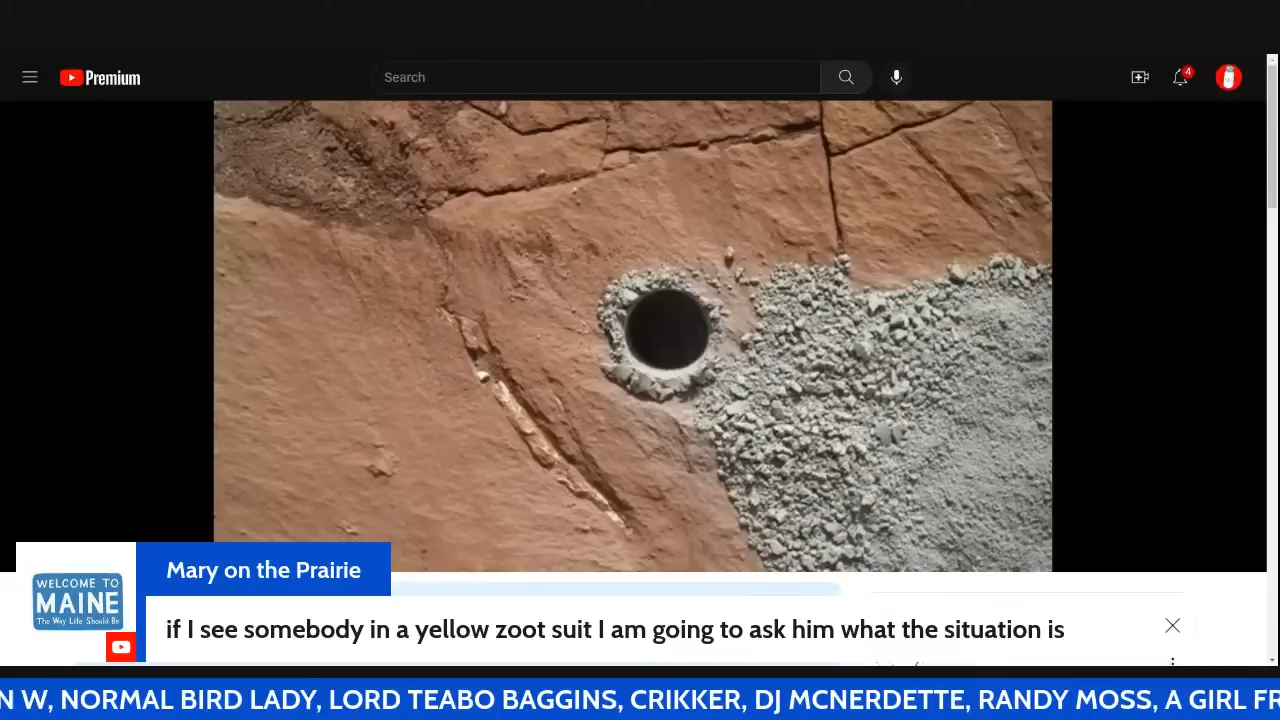 Premium
Search
4
WELCOME TO
MAINE
The Way Life Should Be
Mary on the Prairie
if I see somebody in a yellow zoot suit I am going to ask him what the situation is
N W, NORMAL BIRD LADY, LORD TEABO BAGGINS, CRIKKER, DJ MCNERDETTE, RANDY MOSS, A GIRL FR